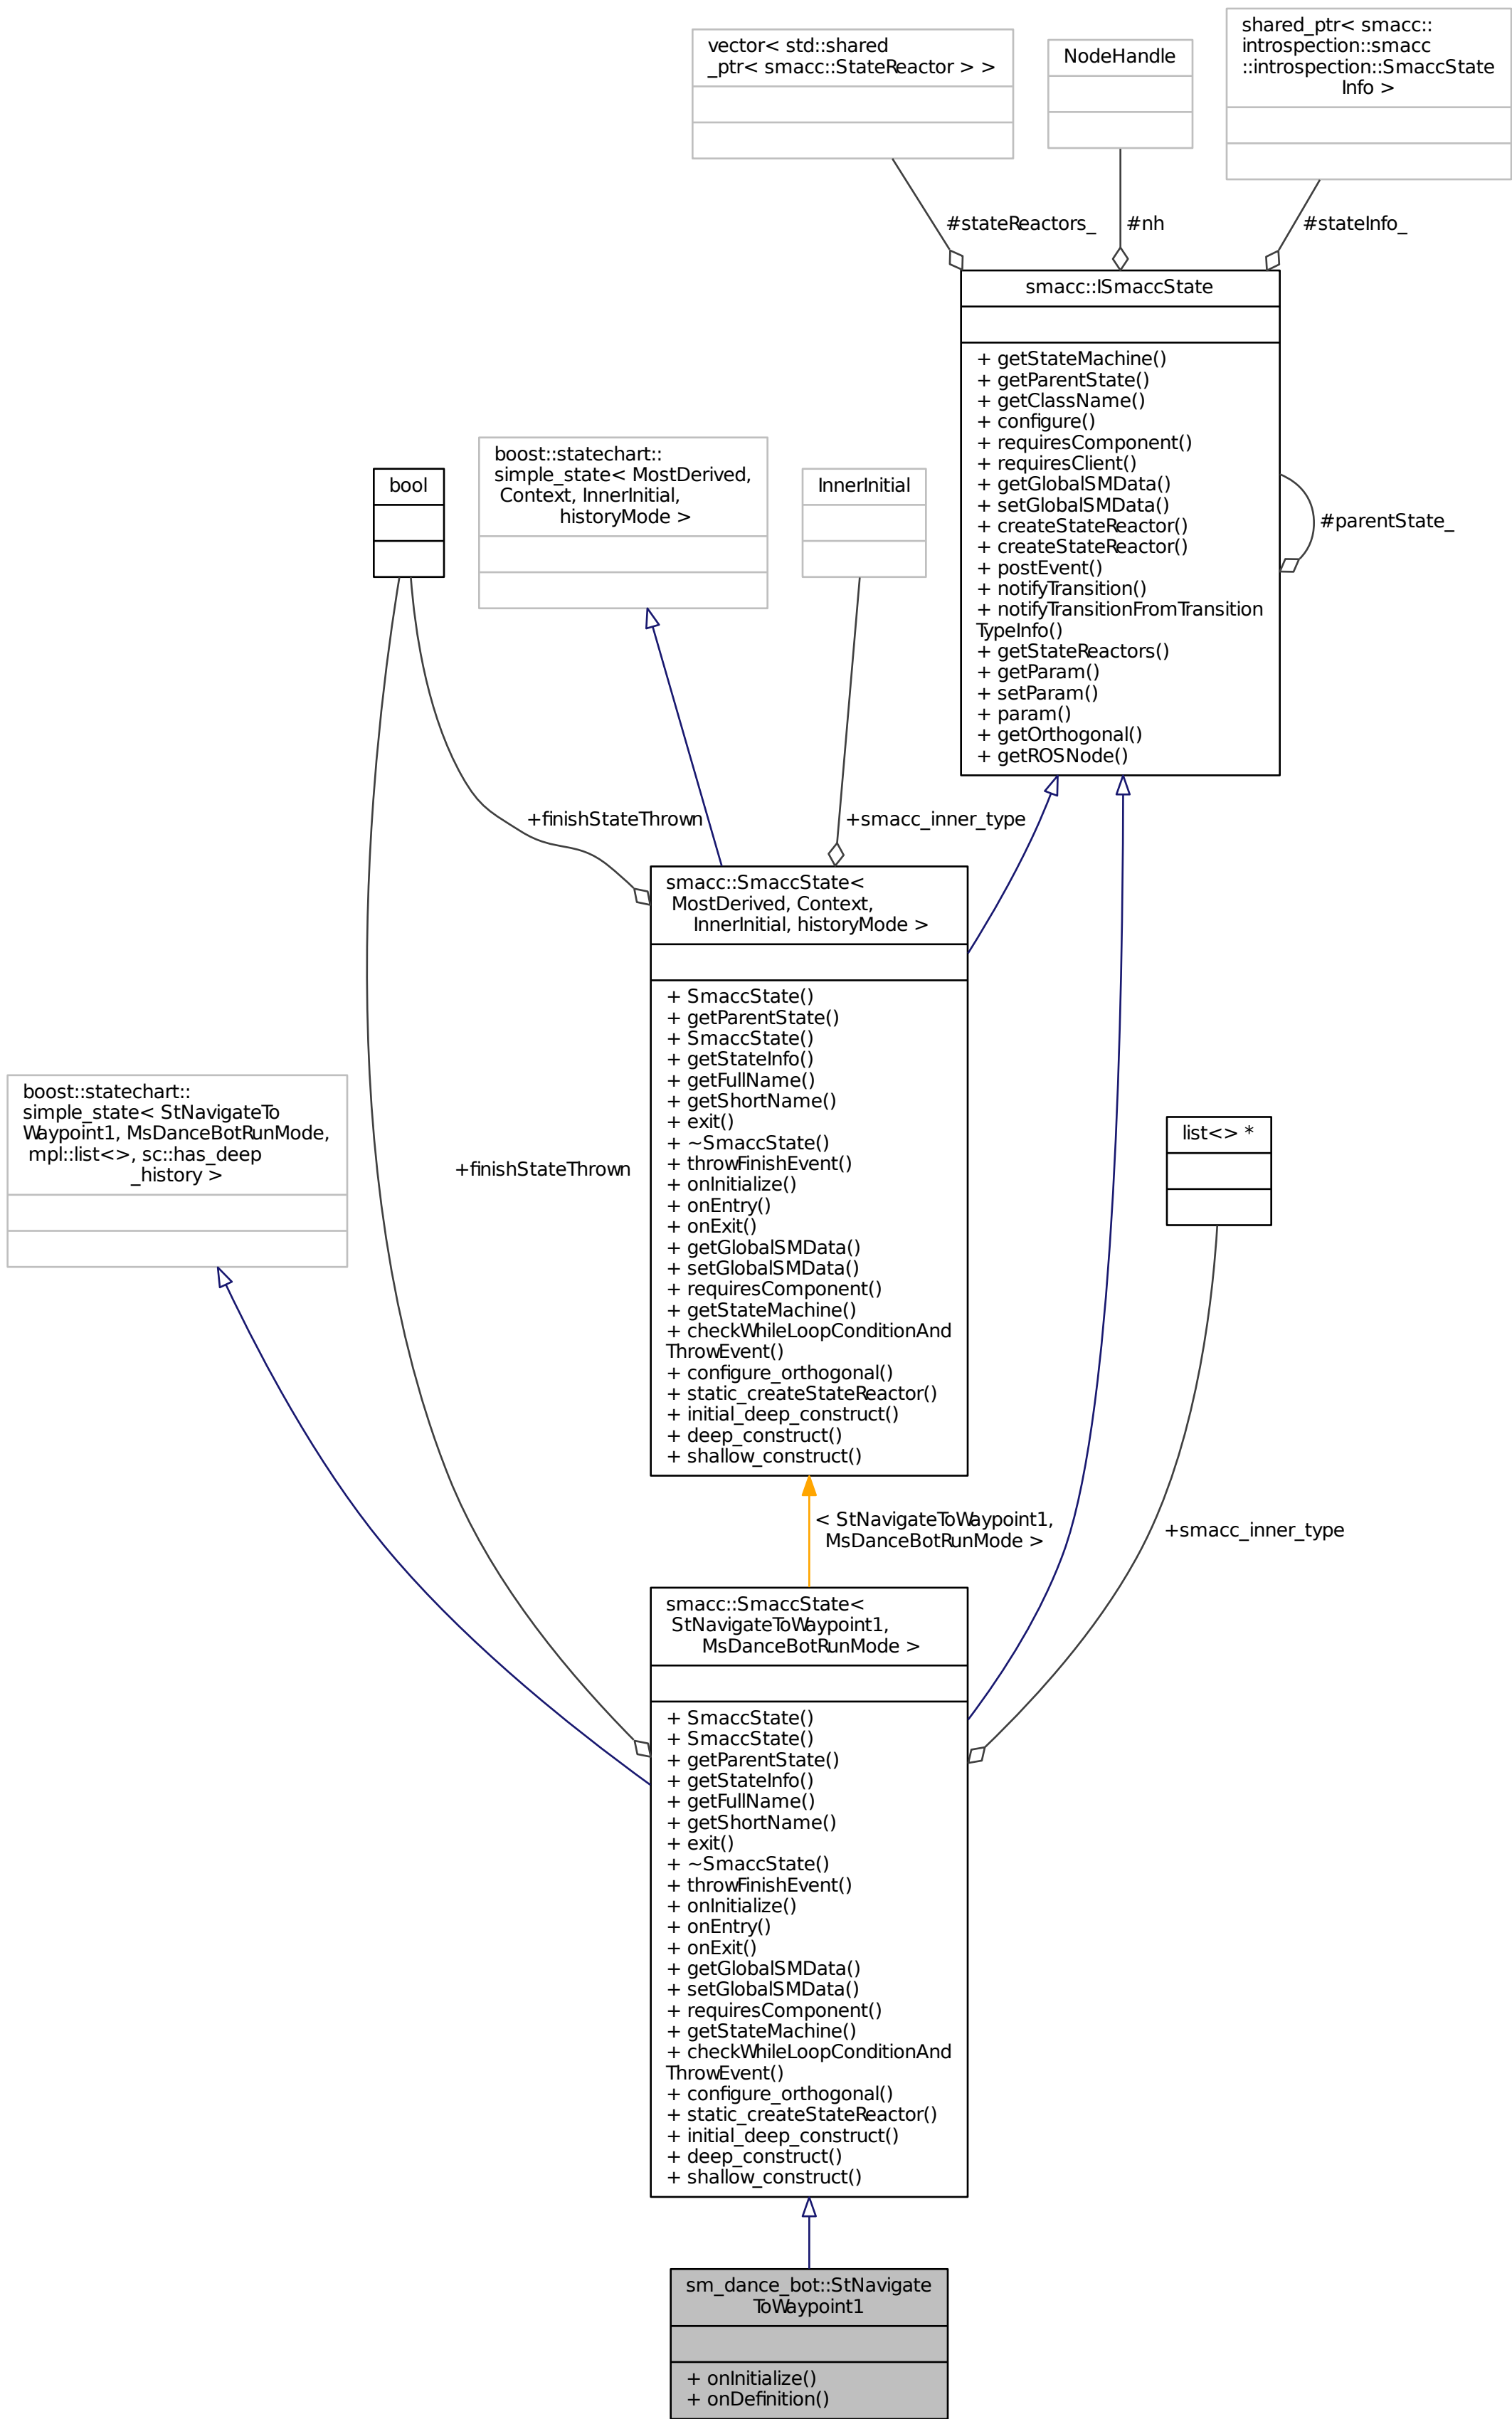 vector< std::shared
_ptr< smacc::StateReactor > >
NodeHandle
shared_ptr< smacc::
introspection::smacc
::introspection::SmaccState
Info >
#stateReactors_
#nh
#stateInfo_
smacc::ISmaccState
+ getStateMachine()
+ getParentState()
+ getClassName()
+ configure()
+ requiresComponent()
+ requiresClient()
+ getGlobalSMData()
+ setGlobalSMData()
+ createStateReactor()
+ createStateReactor()
+ postEvent()
+ notifyTransition()
+ notifyTransitionFromTransition
TypeInfo()
+ getStateReactors()
+ getParam()
+ setParam()
+ param()
+ getOrthogonal()
+ getROSNode()
#parentState_
bool
boost::statechart::
simple_state< MostDerived,
Context, InnerInitial,
historyMode >
InnerInitial
+finishStateThrown
+smacc_inner_type
smacc::SmaccState<
MostDerived, Context,
InnerInitial, historyMode >
+ SmaccState()
+ getParentState()
+ SmaccState()
+ getStateInfo()
+ getFullName()
+ getShortName()
+ exit()
+ ~SmaccState()
+ throwFinishEvent()
+ onInitialize()
+ onEntry()
+ onExit()
+ getGlobalSMData()
+ setGlobalSMData()
+ requiresComponent()
+ getStateMachine()
+ checkWhileLoopConditionAnd
ThrowEvent()
+ configure_orthogonal()
+ static_createStateReactor()
+ initial_deep_construct()
+ deep_construct()
+ shallow_construct()
boost::statechart::
simple_state< StNavigateTo
Waypoint1, MsDanceBotRunMode,
mpl::list<>, sc::has_deep
_history >
+finishStateThrown
list<> *
< StNavigateToWaypoint1,
MsDanceBotRunMode >
+smacc_inner_type
smacc::SmaccState<
StNavigateToWaypoint1,
MsDanceBotRunMode >
+ SmaccState()
+ SmaccState()
+ getParentState()
+ getStateInfo()
+ getFullName()
+ getShortName()
+ exit()
+ ~SmaccState()
+ throwFinishEvent()
+ onInitialize()
+ onEntry()
+ onExit()
+ getGlobalSMData()
+ setGlobalSMData()
+ requiresComponent()
+ getStateMachine()
+ checkWhileLoopConditionAnd
ThrowEvent()
+ configure_orthogonal()
+ static_createStateReactor()
+ initial_deep_construct()
+ deep_construct()
+ shallow_construct()
sm_dance_bot::StNavigate
ToWaypoint1
+ onInitialize()
+ onDefinition()